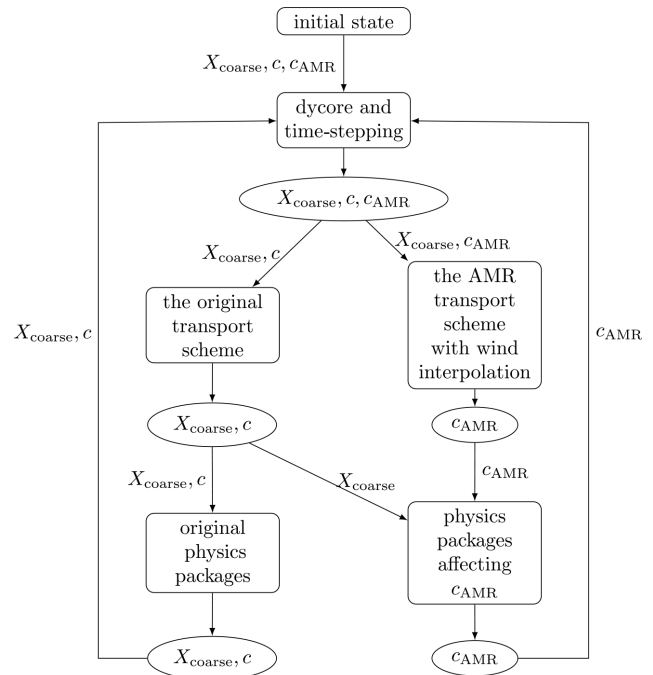 initial state
X_coarse, c, c_AMR
dycore and
time-stepping
X_coarse, c, c_AMR
X_coarse, c
X_coarse, c_AMR
the original
transport
scheme
the AMR
transport
scheme
with wind
interpolation
X_coarse, c
c_AMR
X_coarse, c
c_AMR
X_coarse, c
X_coarse
c_AMR
original
physics
packages
physics
packages
affecting
c_AMR
X_coarse, c
c_AMR